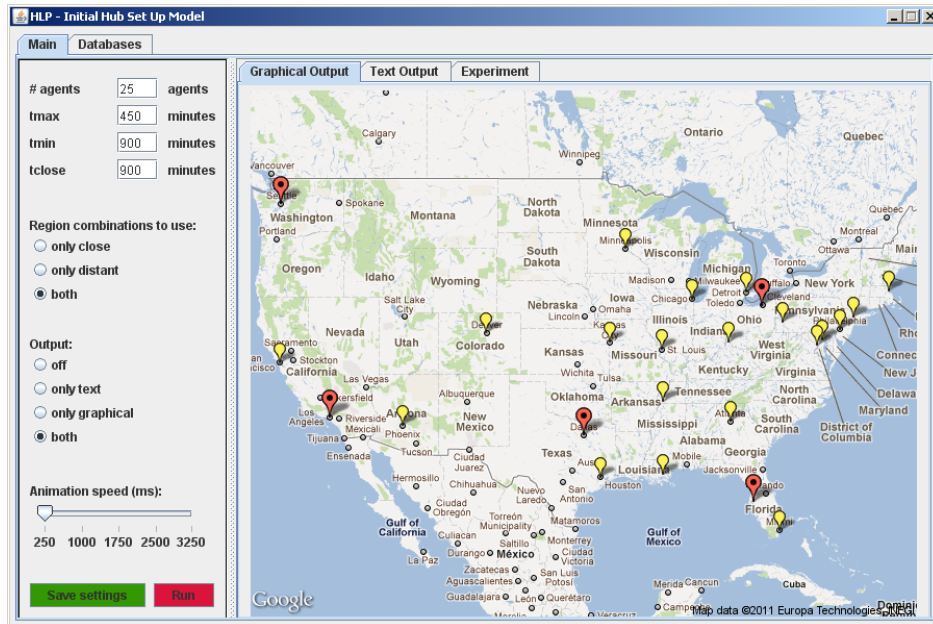 HLP - Initial Hub Set Up Model
Main Databases
# agents 25 agents
tmax 450 minutes
tmin 900 minutes
tclose 900 minutes
Region combinations to use:
only close
only distant
both
Output:
off
only text
only graphical
both
Animation speed (ms):
250 1000 1750 2500 3250
Save settings Run
Graphical Output Text Output Experiment
Calgary
Ontario
Quebec
Winnipeg
Vancouver
Seattle
Spokane
Washington
Portland
Montana
North
Dakota
Minnesota
Minneapolis
Quebec
Montreal
Ottawa
Oregon
Idaho
Wyoming
South
Dakota
Wisconsin
Michigan
Toronto
Madison
Milwaukee
Buffalo
New York
Salt Lake
City
Nebraska
Lincoln
Omaha
Iowa
Chicago
Detroit
Toledo
Cleveland
Pennsylvania
Philadelphia
Nevada
Utah
Denver
Colorado
Kansas
City
Illinois
Ohio
Sacramento
Stockton
California
Kansas
Missouri
St Louis
West
Virginia
Virginia
Kentucky
Las Vegas
Wichita
Tulsa
Oklahoma
Arkansas
Tennessee
North
Carolina
Los
Angeles
Riverside
Mexicali
Tijuana
Ensenada
Arizona
Phoenix
Tucson
Albuquerque
New
Mexico
Dallas
Mississippi
Atlanta
South
Carolina
Alabama
Georgia
District of
Columbia
Maryland
Texas
Ciudad
Juarez
Louisiana
Mobile
Jacksonville
Hermosillo
Chihuahua
San
Antonio
Houston
Florida
Miami
Ciudad
Obregón
Nuevo
Laredo
Gulf of
California
Torreón
Municipality
Matamoros
Culiacan
Saltillo
Monterrey
Gulf of
Mexico
La Paz
Durango
México
Ciudad
Victoria
Zacatecas
San Luis
Potosí
Aguascalientes
Merida
Cancun
Cuba
Guadalajara
León
Querétaro
Google
Map data ©2011 Europa Technologies, INEGI